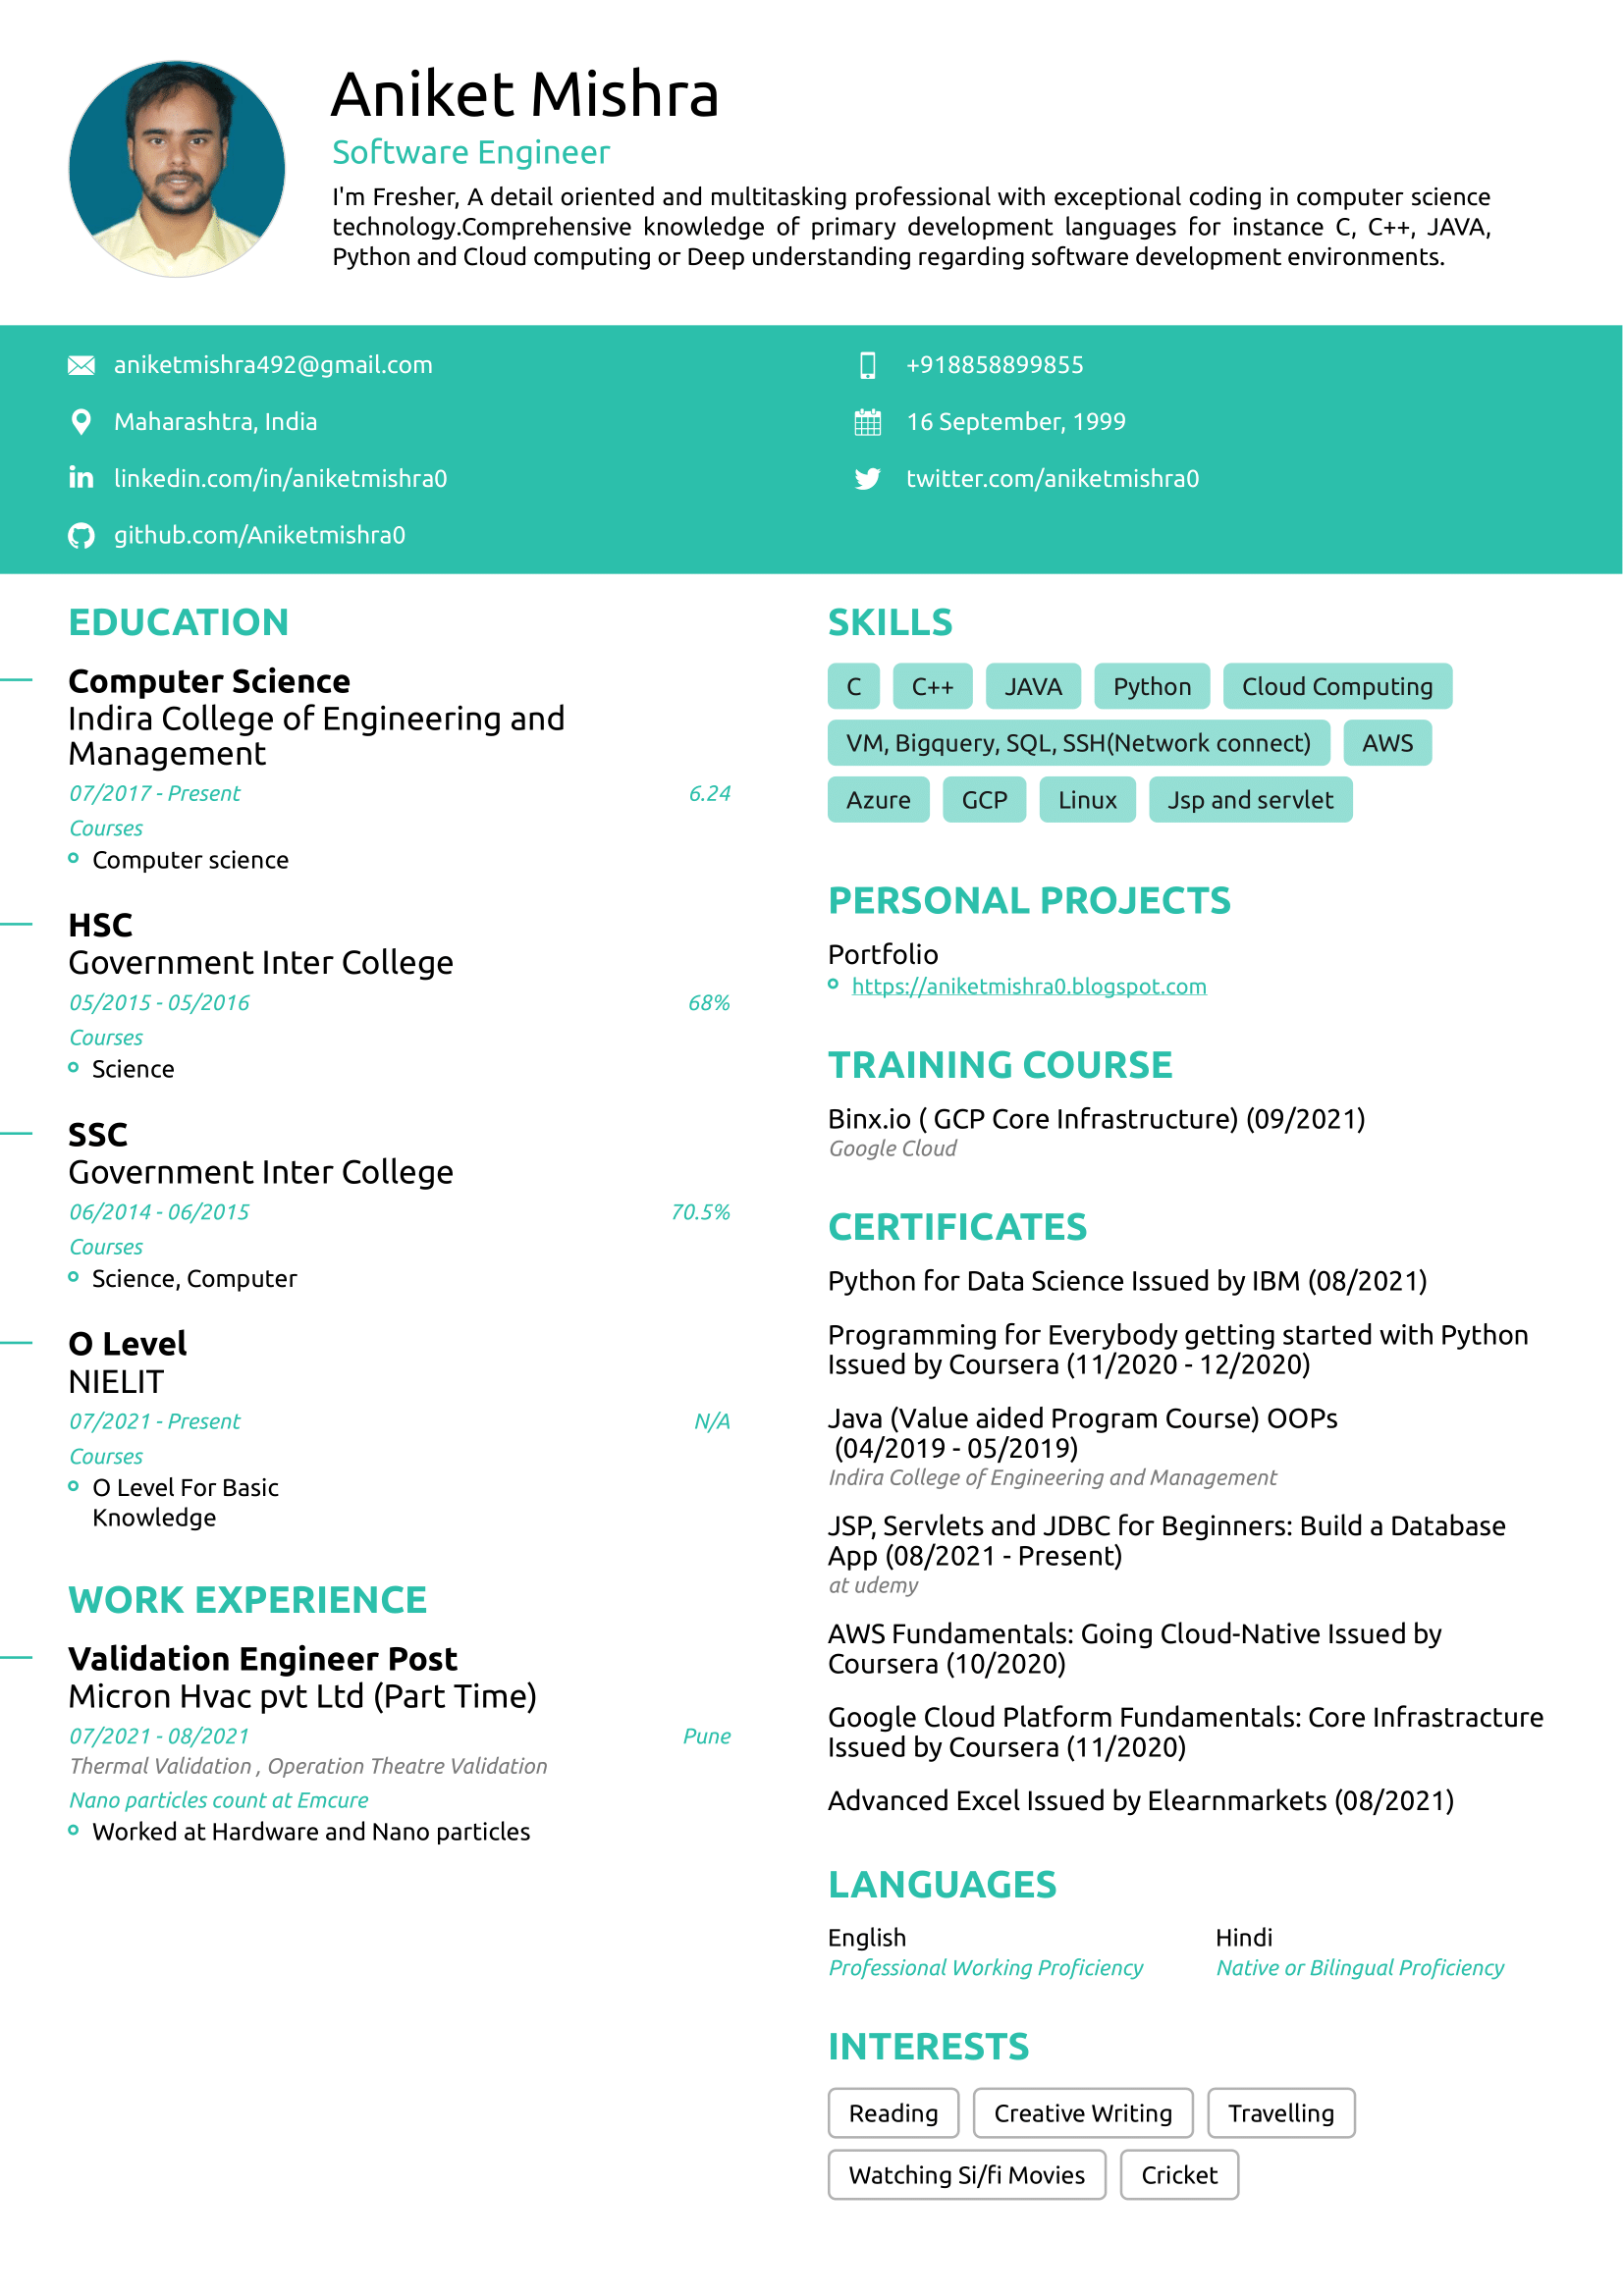 Aniket Mishra
Software Engineer
I'm Fresher, A detail oriented and multitasking professional with exceptional coding in computer science
technology.Comprehensive knowledge of primary development languages for instance C, C++, JAVA,
Python and Cloud computing or Deep understanding regarding software development environments.
aniketmishra492@gmail.com
+918858899855
Maharashtra, India
16 September, 1999
linkedin.com/in/aniketmishra0
twitter.com/aniketmishra0
github.com/Aniketmishra0
EDUCATION
Computer Science
Indira College of Engineering and
Management
07/2017 - Present 6.24
Courses
Computer science
HSC
Government Inter College
05/2015 - 05/2016 68%
Courses
Science
SSC
Government Inter College
06/2014 - 06/2015 70.5%
Courses
Science, Computer
O Level
NIELIT
07/2021 - Present N/A
Courses
O Level For Basic
Knowledge
WORK EXPERIENCE
Validation Engineer Post
Micron Hvac pvt Ltd (Part Time)
07/2021 - 08/2021 Pune
Thermal Validation , Operation Theatre Validation
Nano particles count at Emcure
Worked at Hardware and Nano particles
SKILLS
C C++ JAVA Python Cloud Computing
VM, Bigquery, SQL, SSH(Network connect) AWS
Azure GCP Linux Jsp and servlet
PERSONAL PROJECTS
Portfolio
https://aniketmishra0.blogspot.com
TRAINING COURSE
Binx.io ( GCP Core Infrastructure) (09/2021)
Google Cloud
CERTIFICATES
Python for Data Science Issued by IBM (08/2021)
Programming for Everybody getting started with Python
Issued by Coursera (11/2020 - 12/2020)
Java (Value aided Program Course) OOPs
(04/2019 - 05/2019)
Indira College of Engineering and Management
JSP, Servlets and JDBC for Beginners: Build a Database
App (08/2021 - Present)
at udemy
AWS Fundamentals: Going Cloud-Native Issued by
Coursera (10/2020)
Google Cloud Platform Fundamentals: Core Infrastracture
Issued by Coursera (11/2020)
Advanced Excel Issued by Elearnmarkets (08/2021)
LANGUAGES
English Hindi
Professional Working Proficiency Native or Bilingual Proficiency
INTERESTS
Reading Creative Writing Travelling
Watching Si/fi Movies Cricket